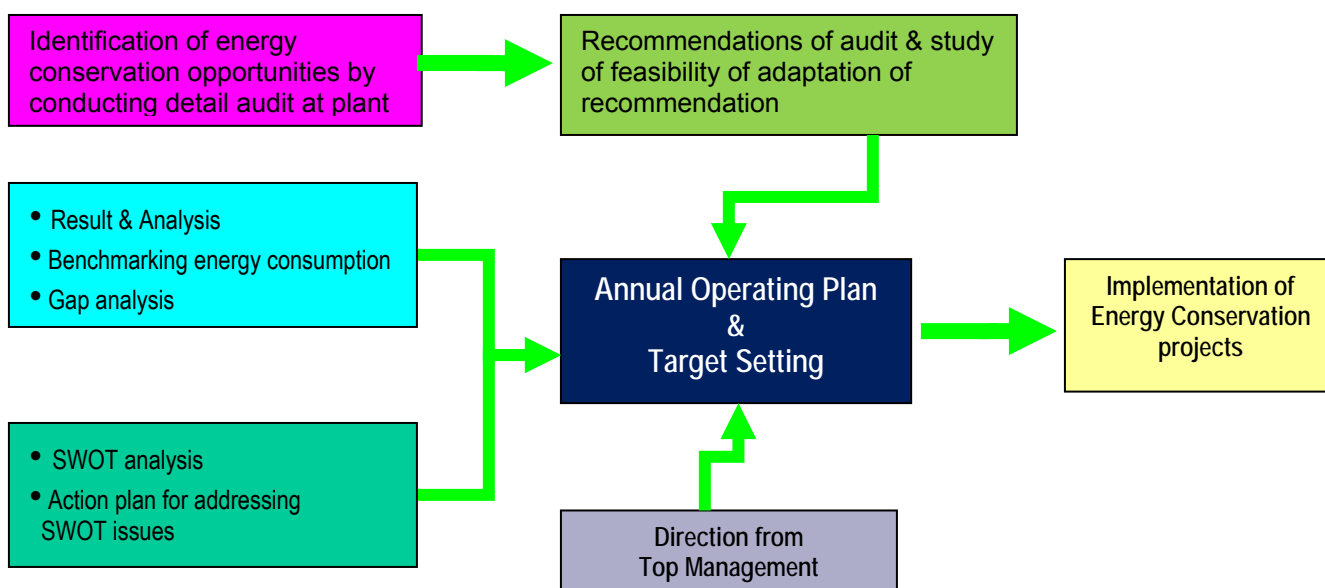 Identification of energy
conservation opportunities by
conducting detail audit at plant
Recommendations of audit & study
of feasibility of adaptation of
recommendation
• Result & Analysis
• Benchmarking energy consumption
• Gap analysis
Annual Operating Plan
&
Target Setting
Implementation of
Energy Conservation
projects
• SWOT analysis
• Action plan for addressing
SWOT issues
Direction from
Top Management